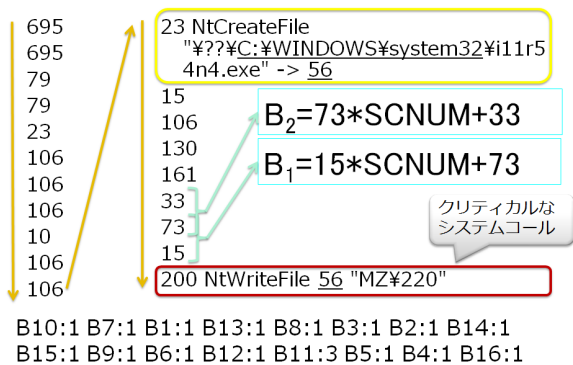 695
695
79
79
23
106
106
106
10
106
106
23 NtCreateFile
"¥??¥C:¥WINDOWS¥system32¥i11r5
4n4.exe" -> 56
15
106
130
161
33
73
15
B₂=73*SCNUM+33
B₁=15*SCNUM+73
クリティカルな
システムコール
200 NtWriteFile 56 "MZ¥220"
B10:1 B7:1 B1:1 B13:1 B8:1 B3:1 B2:1 B14:1
B15:1 B9:1 B6:1 B12:1 B11:3 B5:1 B4:1 B16:1